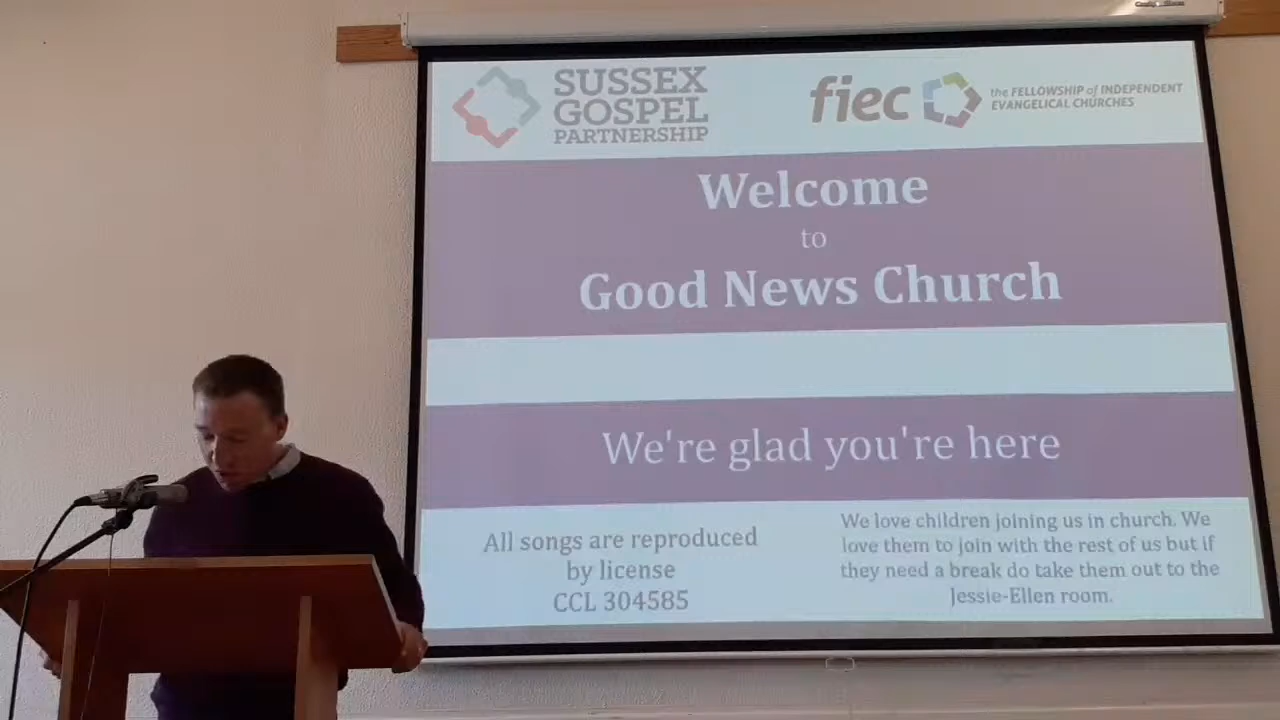 SUSSEX
GOSPEL
PARTNERSHIP
fiec
the FELLOWSHIP of INDEPENDENT
EVANGELICAL CHURCHES
Welcome
to
Good News Church
We're glad you're here
All songs are reproduced
by license
CCL 304585
We love children joining us in church. We
love them to join with the rest of us but if
they need a break do take them out to the
Jessie-Ellen room.